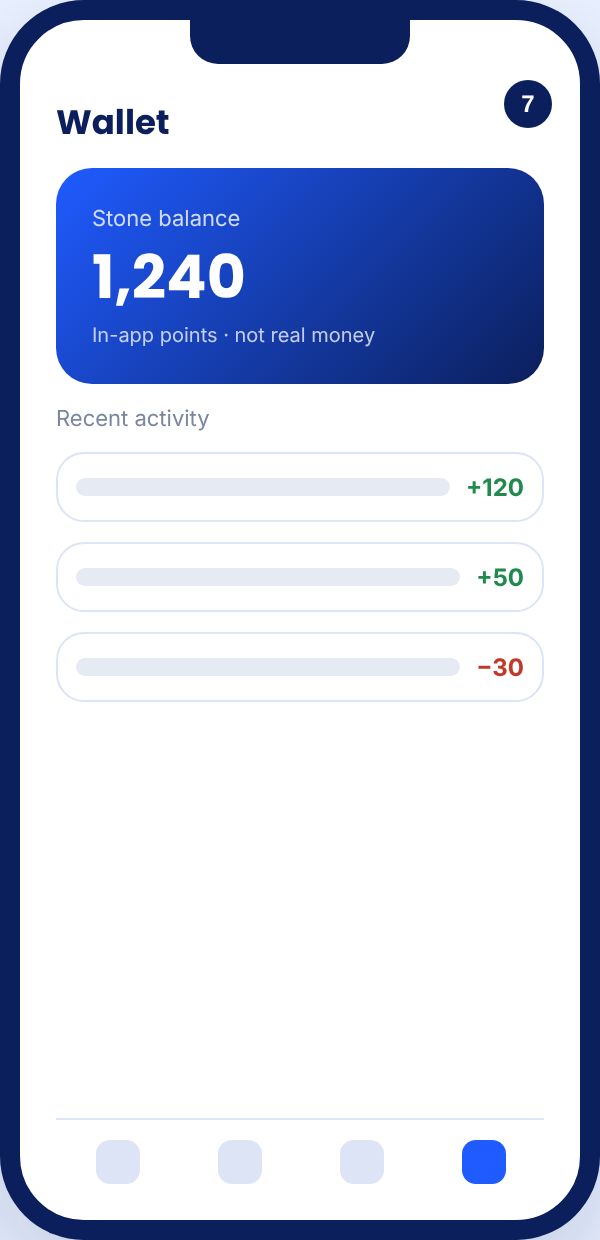 Wallet
7
Stone balance
1,240
In-app points · not real money
Recent activity
+120
+50
−30